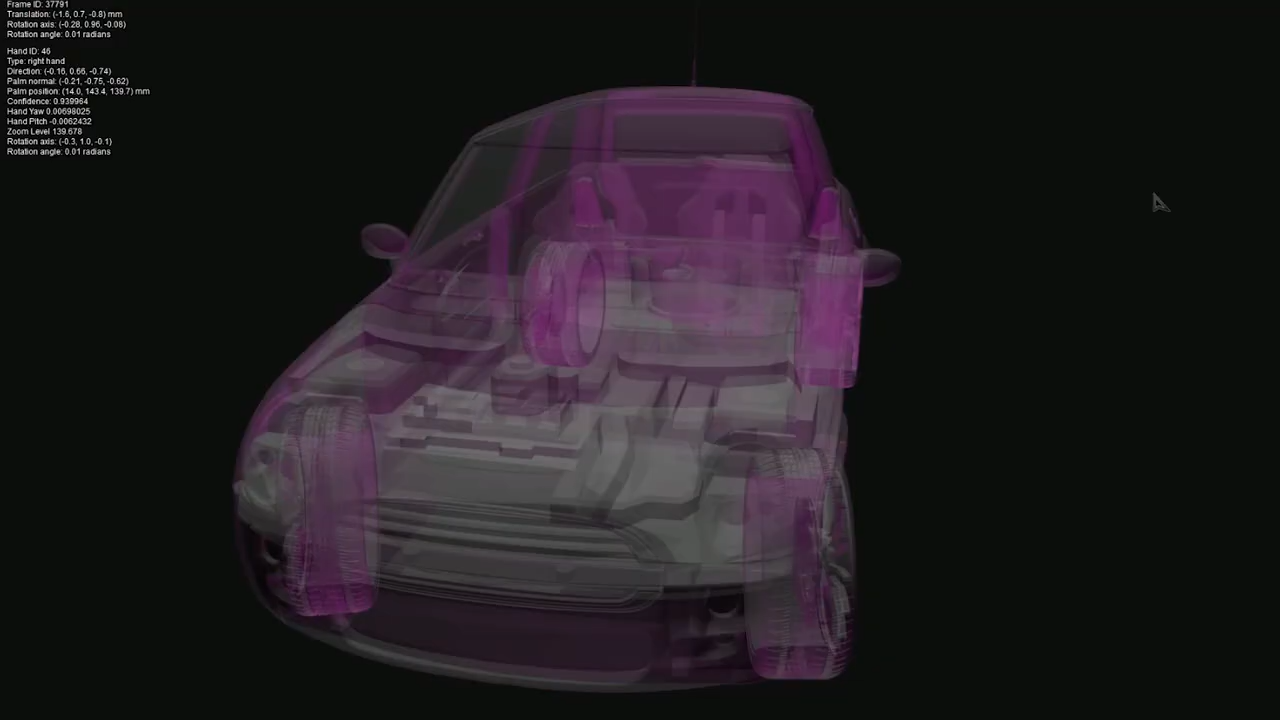 Frame ID: 37791
Translation: (-1.6, 0.7, -0.8) mm
Rotation axis: (-0.28, 0.96, -0.08)
Rotation angle: 0.01 radians
Hand ID: 46
Type: right hand
Direction: (-0.16, 0.66, -0.74)
Palm normal: (-0.21, -0.75, -0.62)
Palm position: (14.0, 143.4, 139.7) mm
Confidence: 0.939964
Hand Yaw 0.00698025
Hand Pitch -0.0062432
Zoom Level 139.678
Rotation axis: (-0.3, 1.0, -0.1)
Rotation angle: 0.01 radians